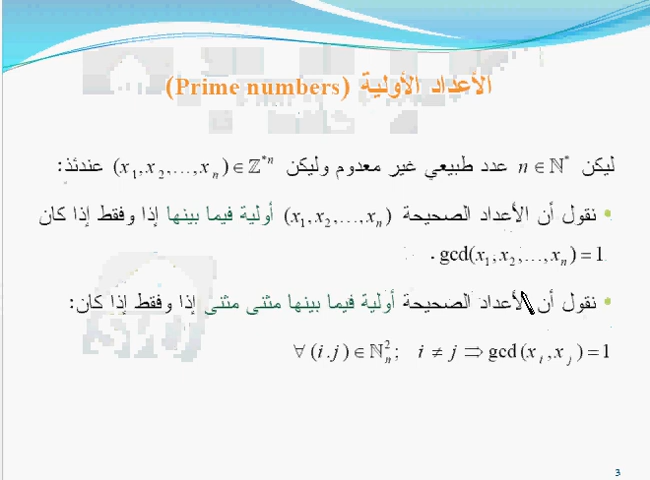 الأعداد الأولية (Prime numbers)
ليكن n ∈ ℕ* عدد طبيعي غير معدوم وليكن (x₁,x₂,…,xₙ) ∈ ℤ*ⁿ عندئذ:
• نقول أن الأعداد الصحيحة (x₁,x₂,…,xₙ) أولية فيما بينها إذا وفقط إذا كان
gcd(x₁,x₂,…,xₙ) = 1 .
• نقول أن الأعداد الصحيحة أولية فيما بينها مثنى مثنى إذا وفقط إذا كان:
∀ (i.j) ∈ ℕₙ² ; i ≠ j ⇒ gcd(xᵢ,xⱼ) = 1
3